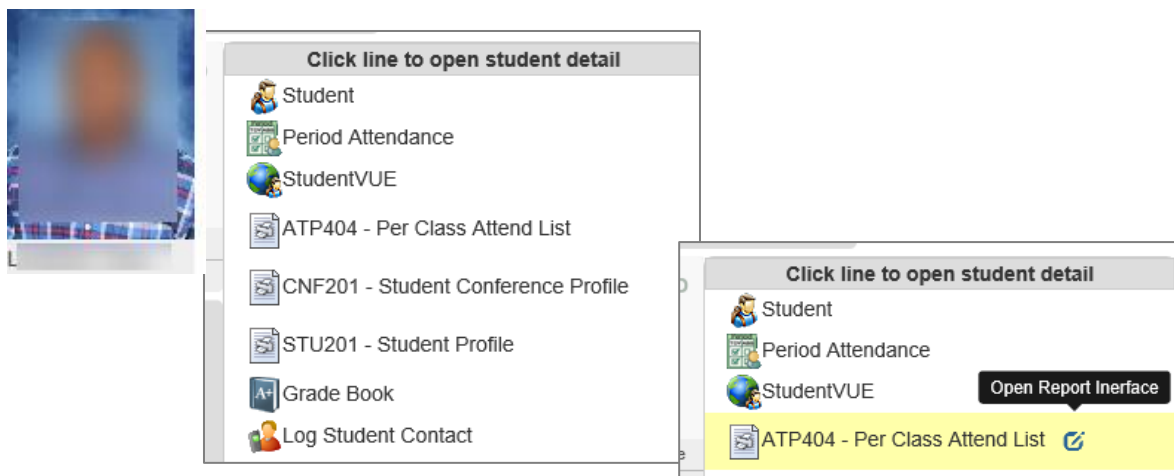 Click line to open student detail
Student
Period Attendance
StudentVUE
ATP404 - Per Class Attend List
CNF201 - Student Conference Profile
STU201 - Student Profile
Grade Book
Log Student Contact
Click line to open student detail
Student
Period Attendance
StudentVUE
Open Report Inerface
ATP404 - Per Class Attend List